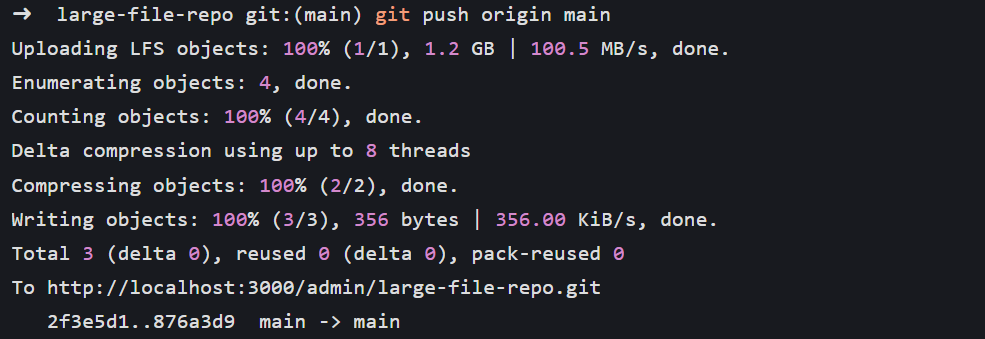 ➜  large-file-repo git:(main) git push origin main
Uploading LFS objects: 100% (1/1), 1.2 GB | 100.5 MB/s, done.
Enumerating objects: 4, done.
Counting objects: 100% (4/4), done.
Delta compression using up to 8 threads
Compressing objects: 100% (2/2), done.
Writing objects: 100% (3/3), 356 bytes | 356.00 KiB/s, done.
Total 3 (delta 0), reused 0 (delta 0), pack-reused 0
To http://localhost:3000/admin/large-file-repo.git
   2f3e5d1..876a3d9  main -> main